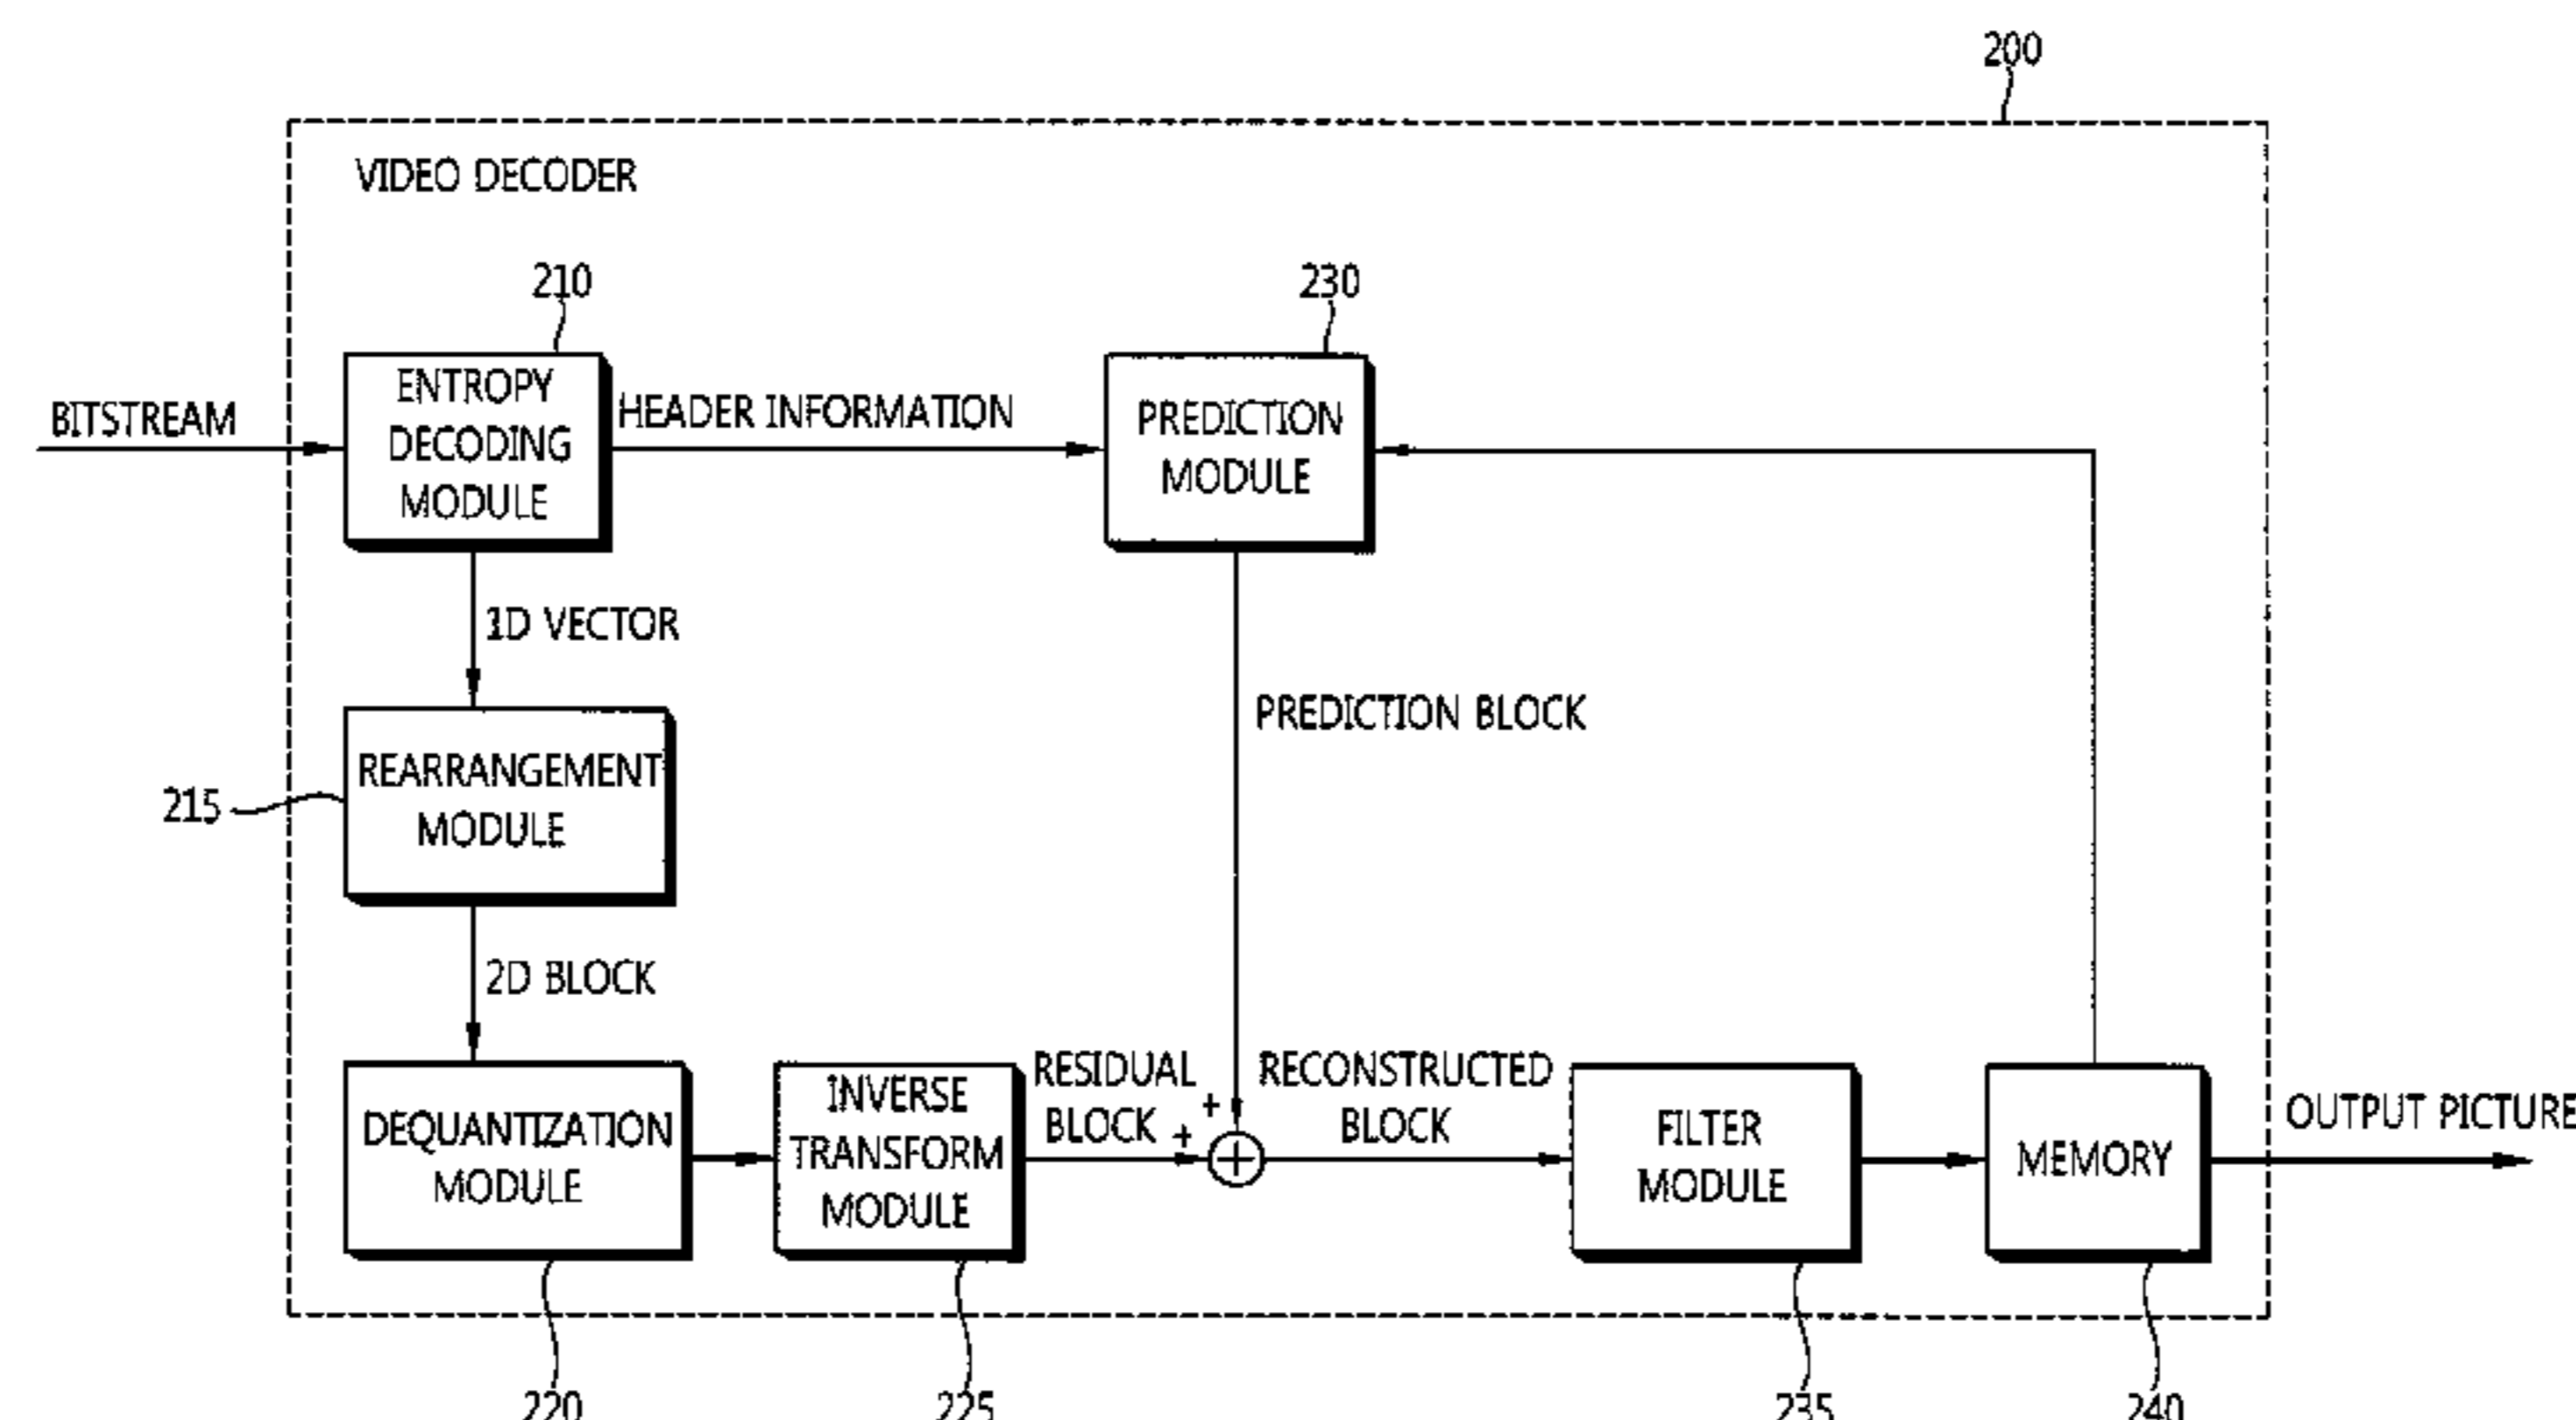 200
VIDEO DECODER
210
230
BITSTREAM
ENTROPY
DECODING
MODULE
HEADER INFORMATION
PREDICTION
MODULE
1D VECTOR
PREDICTION BLOCK
215
REARRANGEMENT
MODULE
2D BLOCK
DEQUANTIZATION
MODULE
INVERSE
TRANSFORM
MODULE
RESIDUAL
BLOCK
+
+
+
RECONSTRUCTED
BLOCK
FILTER
MODULE
MEMORY
OUTPUT PICTURE
220
225
235
240